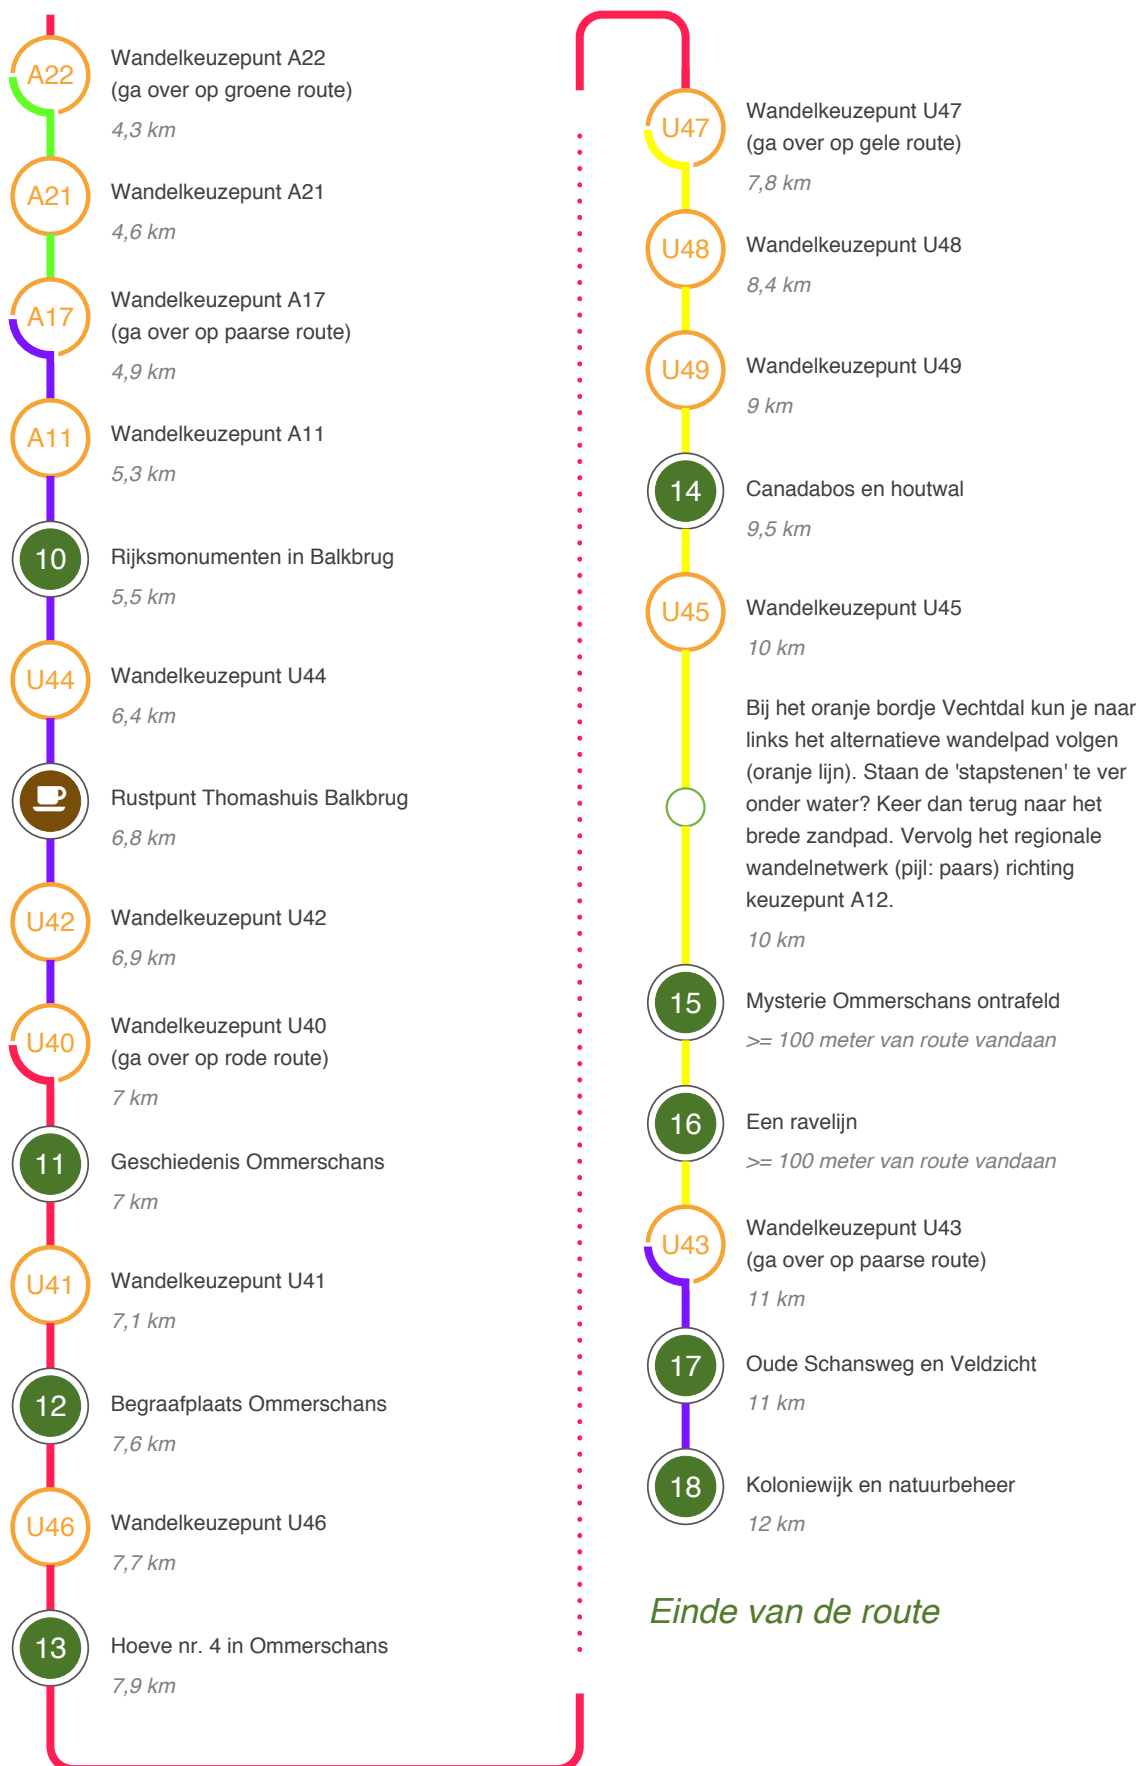 A22
Wandelkeuzepunt A22
(ga over op groene route)
4,3 km
A21
Wandelkeuzepunt A21
4,6 km
A17
Wandelkeuzepunt A17
(ga over op paarse route)
4,9 km
A11
Wandelkeuzepunt A11
5,3 km
10
Rijksmonumenten in Balkbrug
5,5 km
U44
Wandelkeuzepunt U44
6,4 km
Rustpunt Thomashuis Balkbrug
6,8 km
U42
Wandelkeuzepunt U42
6,9 km
U40
Wandelkeuzepunt U40
(ga over op rode route)
7 km
11
Geschiedenis Ommerschans
7 km
U41
Wandelkeuzepunt U41
7,1 km
12
Begraafplaats Ommerschans
7,6 km
U46
Wandelkeuzepunt U46
7,7 km
13
Hoeve nr. 4 in Ommerschans
7,9 km
U47
Wandelkeuzepunt U47
(ga over op gele route)
7,8 km
U48
Wandelkeuzepunt U48
8,4 km
U49
Wandelkeuzepunt U49
9 km
14
Canadabos en houtwal
9,5 km
U45
Wandelkeuzepunt U45
10 km
Bij het oranje bordje Vechtdal kun je naar
links het alternatieve wandelpad volgen
(oranje lijn). Staan de 'stapstenen' te ver
onder water? Keer dan terug naar het
brede zandpad. Vervolg het regionale
wandelnetwerk (pijl: paars) richting
keuzepunt A12.
10 km
15
Mysterie Ommerschans ontrafeld
>= 100 meter van route vandaan
16
Een ravelijn
>= 100 meter van route vandaan
U43
Wandelkeuzepunt U43
(ga over op paarse route)
11 km
17
Oude Schansweg en Veldzicht
11 km
18
Koloniewijk en natuurbeheer
12 km
Einde van de route